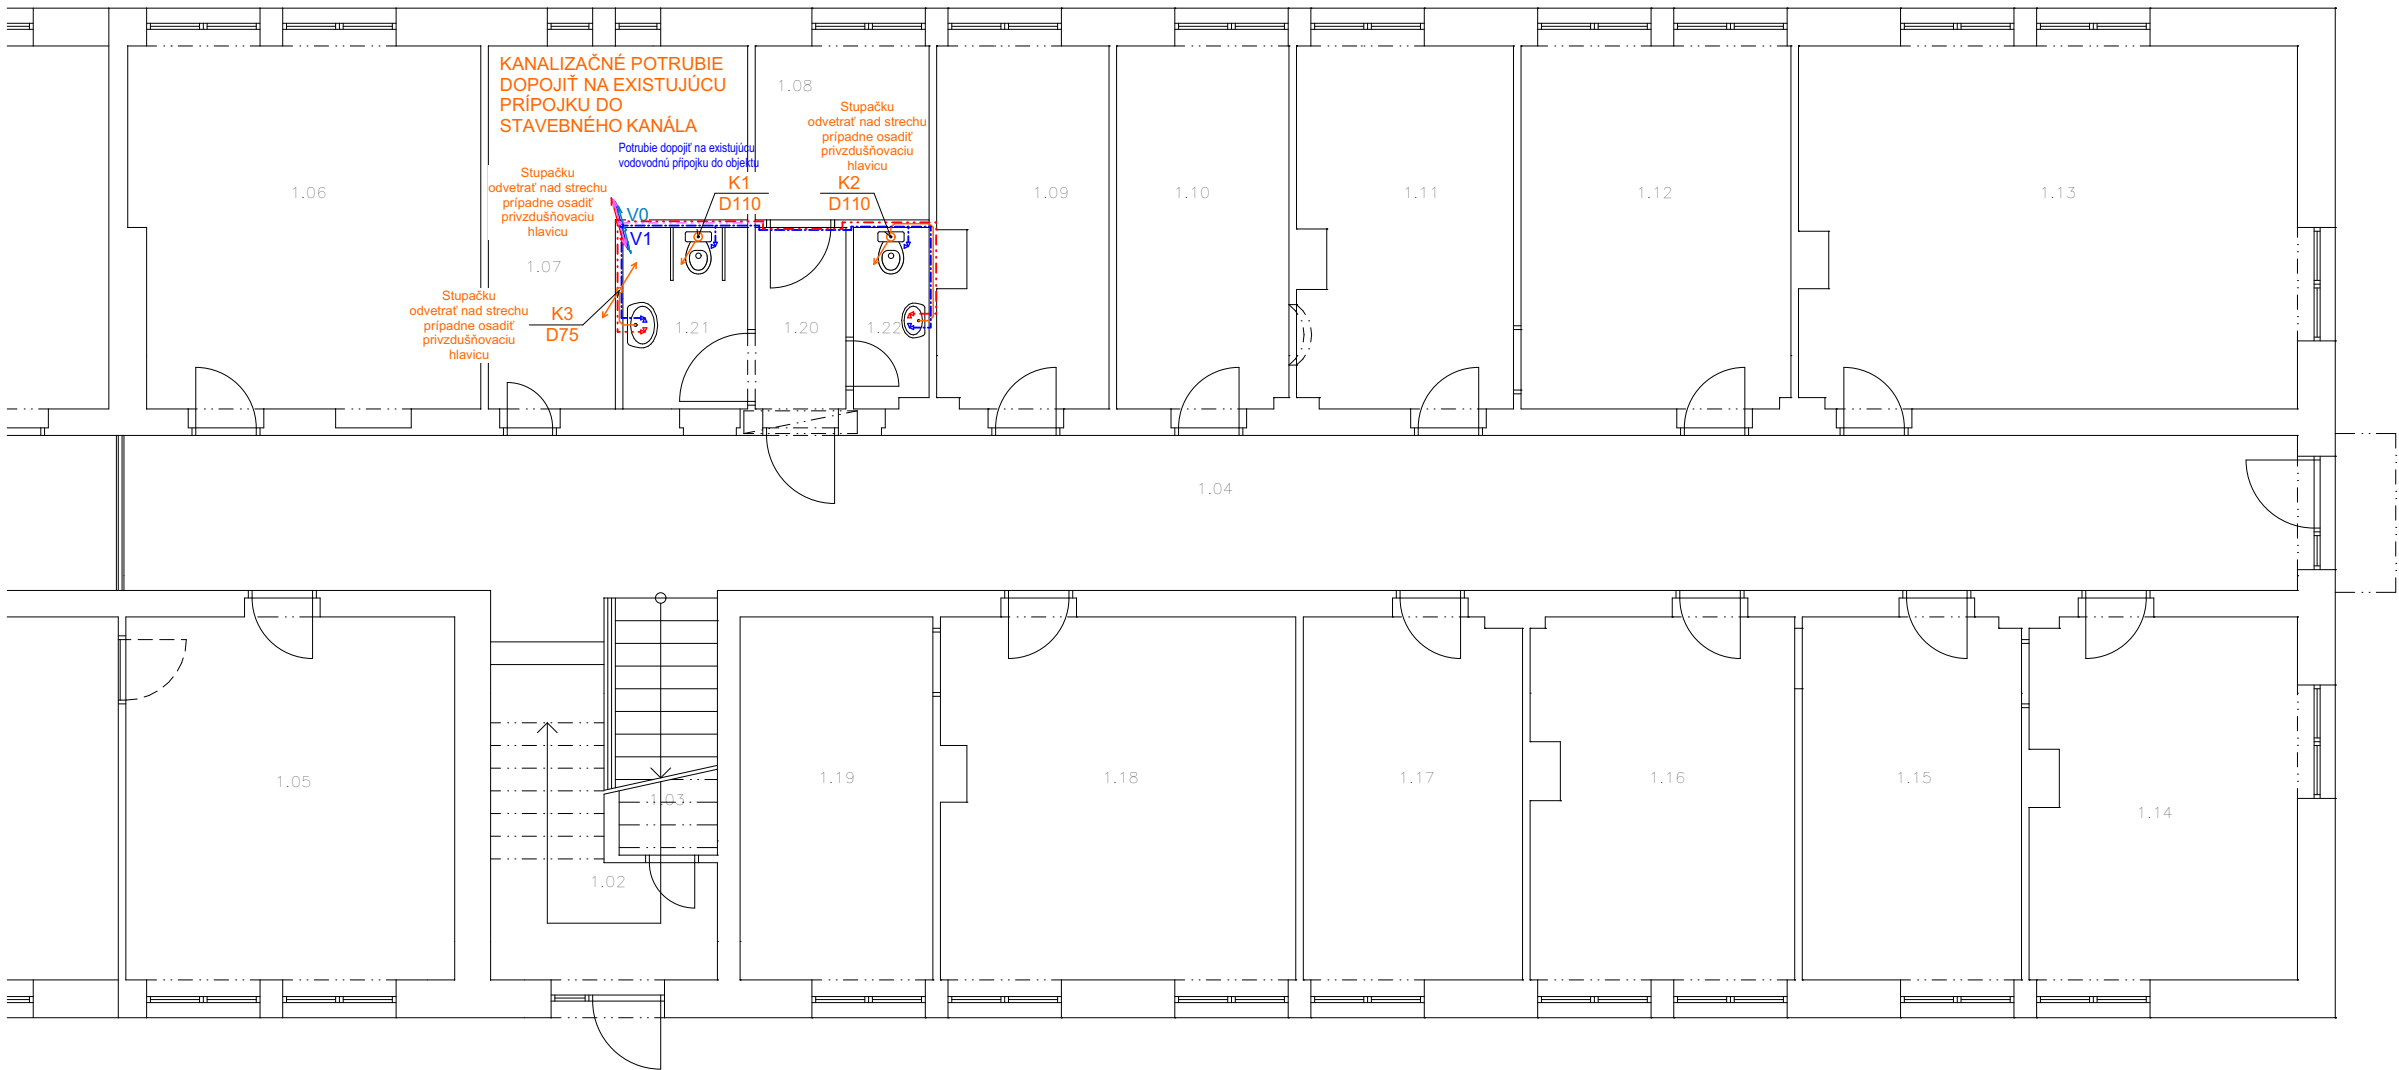 KANALIZAČNÉ POTRUBIE
DOPOJIŤ NA EXISTUJÚCU
PRÍPOJKU DO
STAVEBNÉHO KANÁLA
1.08
Stupačku
odvetrať nad strechu
prípadne osadiť
privzdušňovaciu
hlavicu
Potrubie dopojiť na existujúcu
vodovodnú přípojku do objektu
Stupačku
odvetrať nad strechu
prípadne osadiť
privzdušňovaciu
hlavicu
K1
D110
K2
D110
V0
V1
1.06
1.07
1.09
1.10
1.11
1.12
1.13
Stupačku
odvetrať nad strechu
prípadne osadiť
privzdušňovaciu
hlavicu
K3
D75
1.21
1.20
1.22
1.04
1.05
1.03
1.02
1.19
1.18
1.17
1.16
1.15
1.14